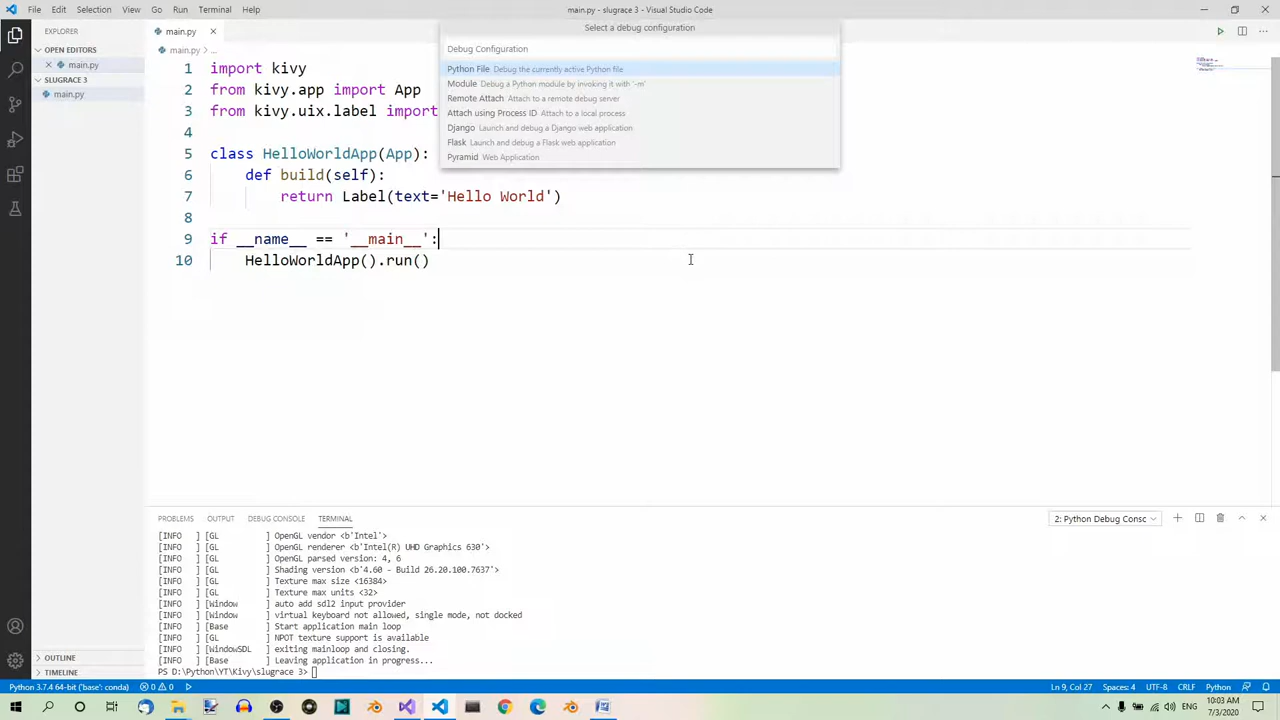 File Edit Selection View Run Terminal Help
main.py - slugrace 3 - Visual Studio Code
EXPLORER
OPEN EDITORS
main.py
SLUGRACE 3
main.py
OUTLINE
TIMELINE
main.py
main.py > ...
Select a debug configuration
Debug Configuration
Python File Debug the currently active Python file
Module Debug a Python module by invoking it with '-m'
Remote Attach Attach to a remote debug server
Attach using Process ID Attach to a local process
Django Launch and debug a Django web application
Flask Launch and debug a Flask web application
Pyramid Web Application
1 import kivy
2 from kivy.app import App
3 from kivy.uix.label import
4
5 class HelloWorldApp(App):
6 def build(self):
7 return Label(text='Hello World')
8
9 if __name__ == '__main__':
10 HelloWorldApp().run()
PROBLEMS OUTPUT DEBUG CONSOLE TERMINAL
2: Python Debug Consc
[INFO ] [GL ] OpenGL vendor <b'Intel'>
[INFO ] [GL ] OpenGL renderer <b'Intel(R) UHD Graphics 630'>
[INFO ] [GL ] OpenGL parsed version: 4, 6
[INFO ] [GL ] Shading version <b'4.60 - Build 26.20.100.7637'>
[INFO ] [GL ] Texture max size <16384>
[INFO ] [GL ] Texture max units <32>
[INFO ] [Window ] auto add sdl2 input provider
[INFO ] [Window ] virtual keyboard not allowed, single mode, not docked
[INFO ] [Base ] Start application main loop
[INFO ] [GL ] NPOT texture support is available
[INFO ] [WindowSDL ] exiting mainloop and closing.
[INFO ] [Base ] Leaving application in progress...
PS D:\Python\YT\Kivy\slugrace 3>
Python 3.7.4 64-bit ('base': conda) 0 0
Ln 9, Col 27 Spaces: 4 UTF-8 CRLF Python
10:03 AM
7/3/2020